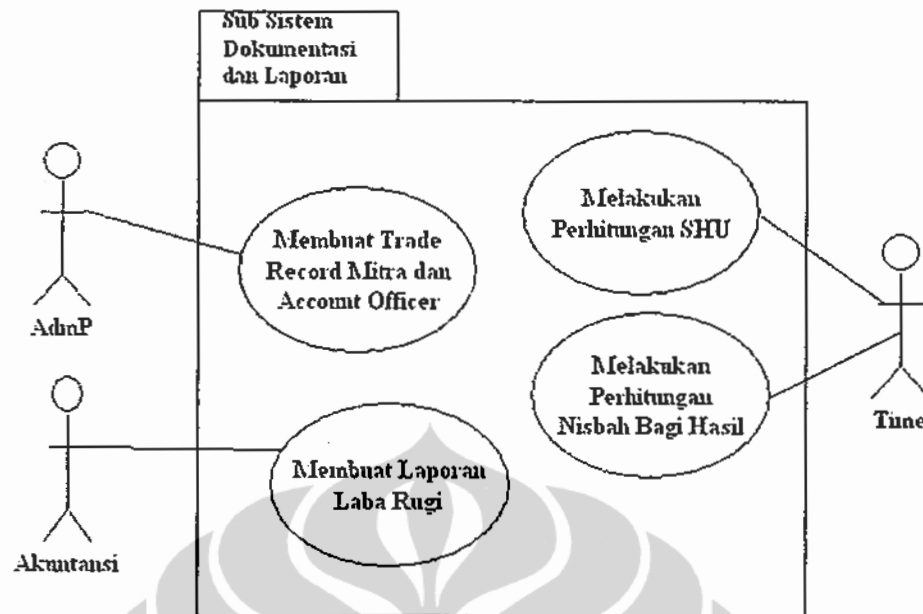 Sub Sistem
Dokumentasi
dan Laporan
Melakukan
Perhitungan SHU
Membuat Trade
Record Mitra dan
Account Officer
AdmP
Melakukan
Perhitungan
Nisbah Bagi Hasil
Time
Membuat Laporan
Laba Rugi
Akuntansi